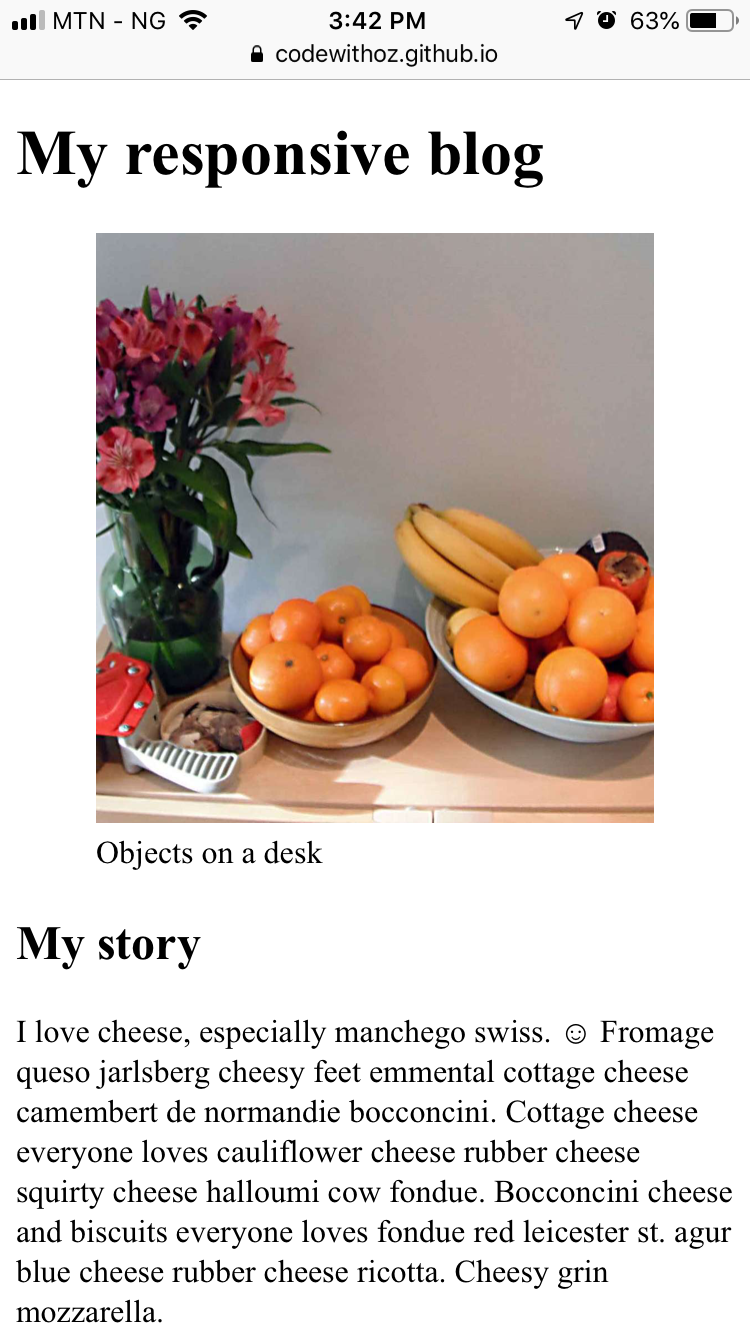 MTN - NG 3:42 PM 63%
codewithoz.github.io
My responsive blog
Objects on a desk
My story
I love cheese, especially manchego swiss. ☺ Fromage
queso jarlsberg cheesy feet emmental cottage cheese
camembert de normandie bocconcini. Cottage cheese
everyone loves cauliflower cheese rubber cheese
squirty cheese halloumi cow fondue. Bocconcini cheese
and biscuits everyone loves fondue red leicester st. agur
blue cheese rubber cheese ricotta. Cheesy grin
mozzarella.